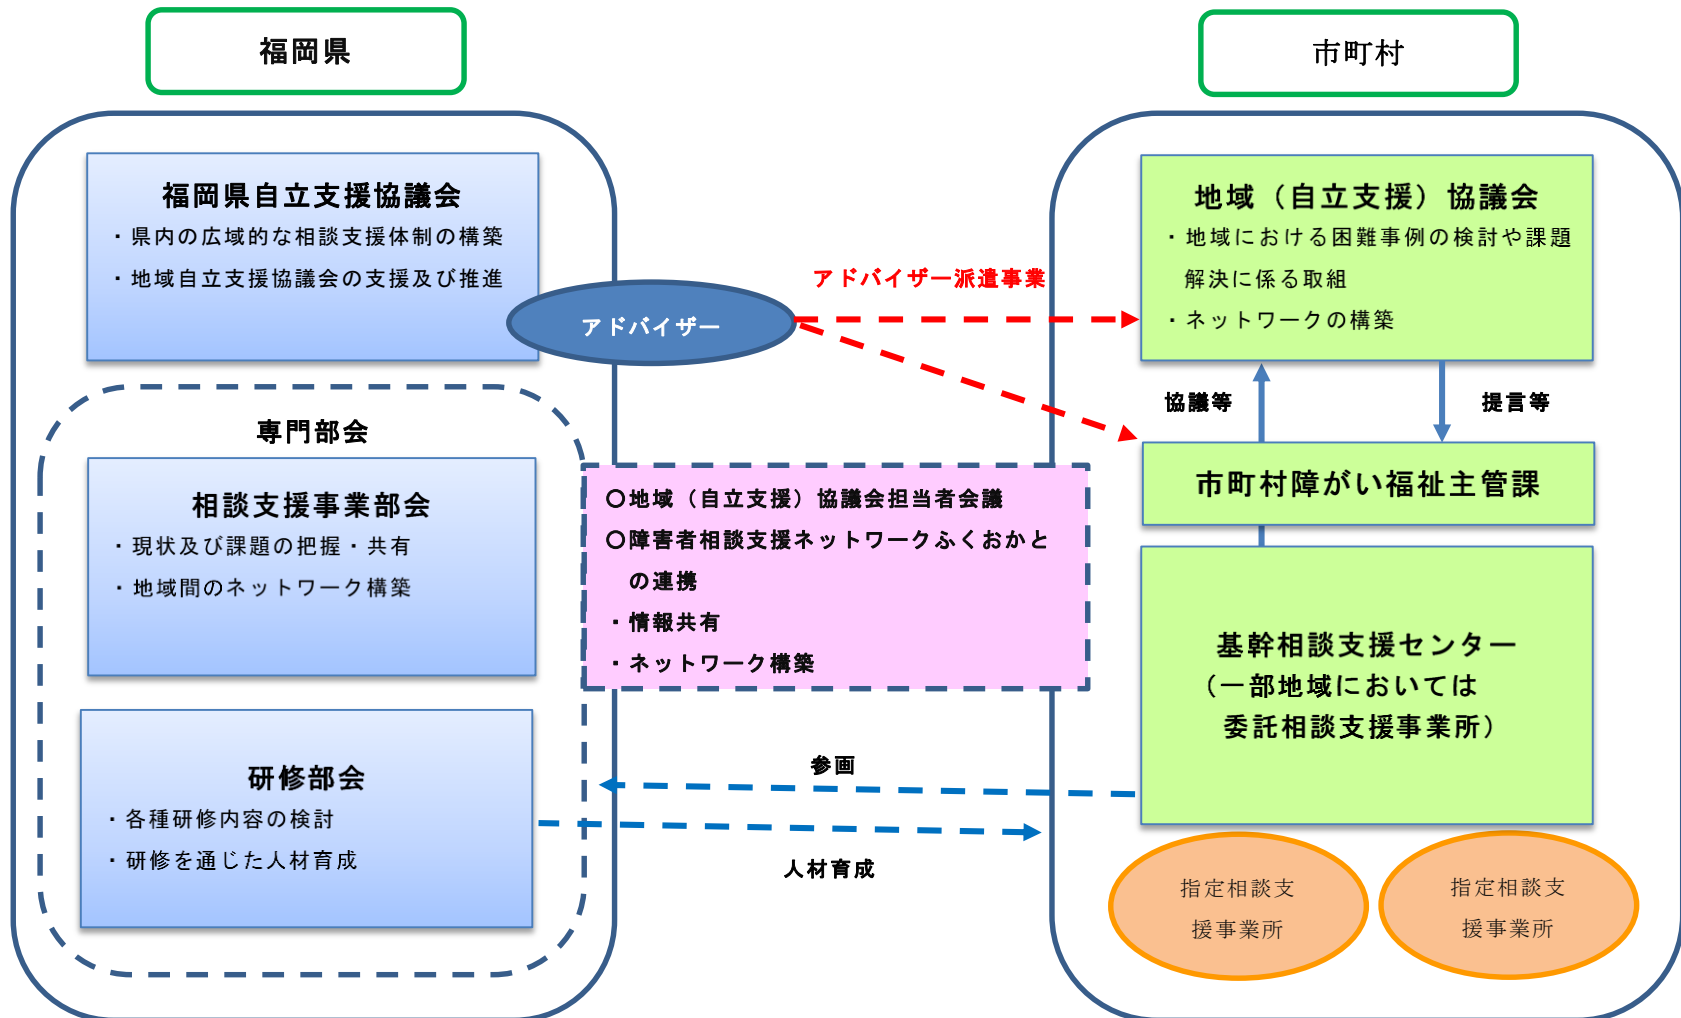 福岡県
福岡県自立支援協議会
・県内の広域的な相談支援体制の構築
・地域自立支援協議会の支援及び推進
アドバイザー
専門部会
相談支援事業部会
・現状及び課題の把握・共有
・地域間のネットワーク構築
研修部会
・各種研修内容の検討
・研修を通じた人材育成
アドバイザー派遣事業
〇地域（自立支援）協議会担当者会議
〇障害者相談支援ネットワークふくおかと
の連携
・情報共有
・ネットワーク構築
参画
人材育成
市町村
地域（自立支援）協議会
・地域における困難事例の検討や課題
解決に係る取組
・ネットワークの構築
協議等
提言等
市町村障がい福祉主管課
基幹相談支援センター
（一部地域においては
委託相談支援事業所）
指定相談支
援事業所
指定相談支
援事業所